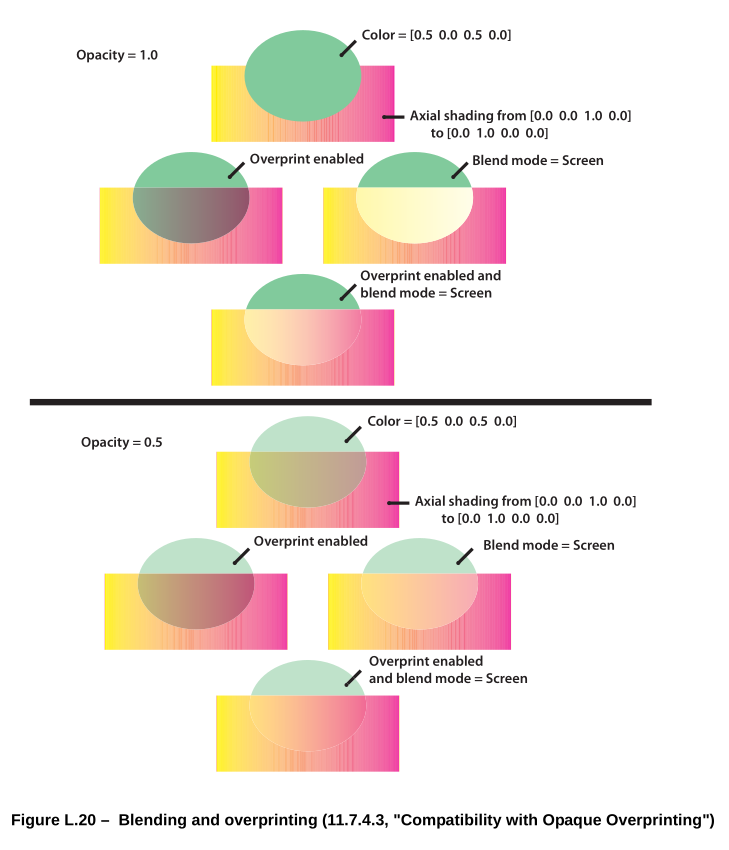 Color = [0.5 0.0 0.5 0.0]
Opacity = 1.0
Axial shading from [0.0 0.0 1.0 0.0]
to [0.0 1.0 0.0 0.0]
Overprint enabled
Blend mode = Screen
Overprint enabled and
blend mode = Screen
Color = [0.5 0.0 0.5 0.0]
Opacity = 0.5
Axial shading from [0.0 0.0 1.0 0.0]
to [0.0 1.0 0.0 0.0]
Overprint enabled
Blend mode = Screen
Overprint enabled
and blend mode = Screen
Figure L.20 – Blending and overprinting (11.7.4.3, "Compatibility with Opaque Overprinting")